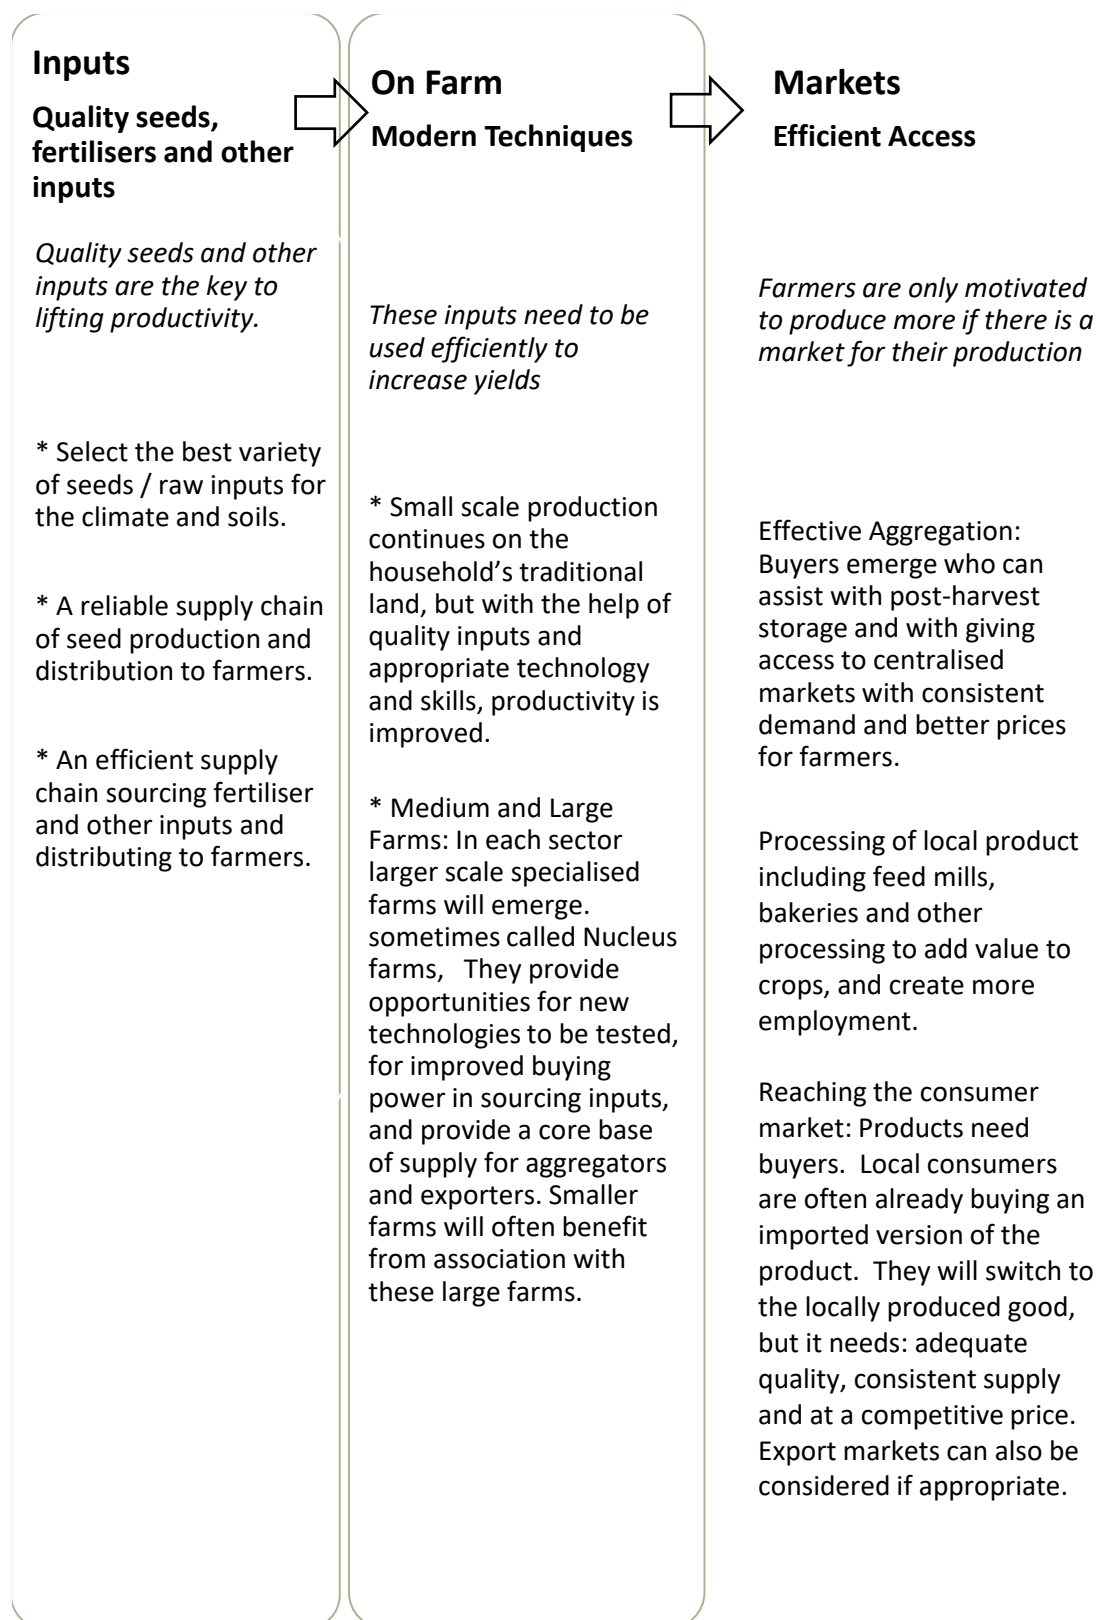 Inputs
Quality seeds,
fertilisers and other
inputs
Quality seeds and other
inputs are the key to
lifting productivity.
* Select the best variety
of seeds / raw inputs for
the climate and soils.
* A reliable supply chain
of seed production and
distribution to farmers.
* An efficient supply
chain sourcing fertiliser
and other inputs and
distributing to farmers.
On Farm
Modern Techniques
These inputs need to be
used efficiently to
increase yields
* Small scale production
continues on the
household’s traditional
land, but with the help of
quality inputs and
appropriate technology
and skills, productivity is
improved.
* Medium and Large
Farms: In each sector
larger scale specialised
farms will emerge.
sometimes called Nucleus
farms,   They provide
opportunities for new
technologies to be tested,
for improved buying
power in sourcing inputs,
and provide a core base
of supply for aggregators
and exporters. Smaller
farms will often benefit
from association with
these large farms.
Markets
Efficient Access
Farmers are only motivated
to produce more if there is a
market for their production
Effective Aggregation:
Buyers emerge who can
assist with post-harvest
storage and with giving
access to centralised
markets with consistent
demand and better prices
for farmers.
Processing of local product
including feed mills,
bakeries and other
processing to add value to
crops, and create more
employment.
Reaching the consumer
market: Products need
buyers.  Local consumers
are often already buying an
imported version of the
product.  They will switch to
the locally produced good,
but it needs: adequate
quality, consistent supply
and at a competitive price.
Export markets can also be
considered if appropriate.